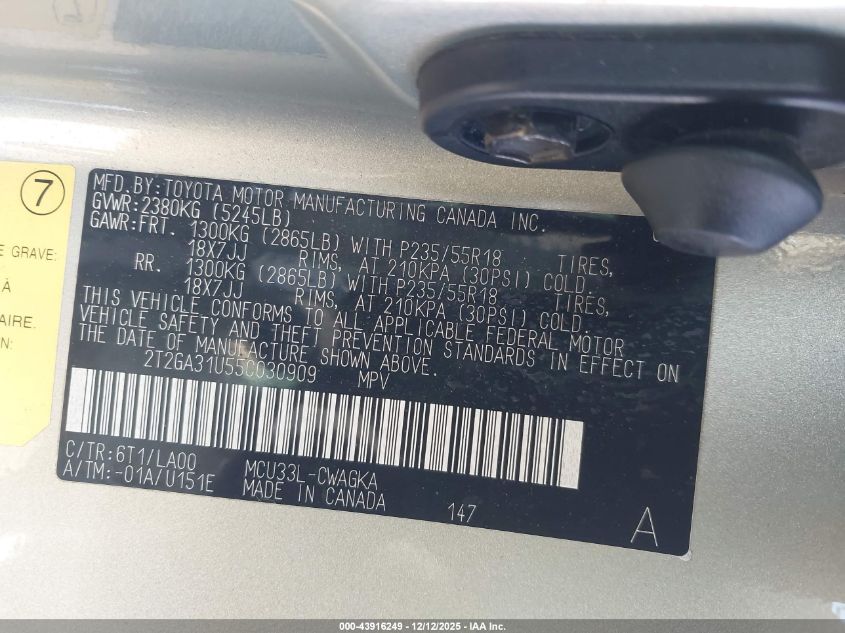 7
E GRAVE:
À
AIRE.
N:
MFD.BY:TOYOTA MOTOR MANUFACTURING CANADA INC.
GVWR:2380KG (5245LB)
GAWR:FRT. 1300KG (2865LB) WITH P235/55R18 TIRES,
18X7JJ RIMS, AT 210KPA (30PSI) COLD.
RR. 1300KG (2865LB) WITH P235/55R18 TIRES,
18X7JJ RIMS, AT 210KPA (30PSI) COLD.
THIS VEHICLE CONFORMS TO ALL APPLICABLE FEDERAL MOTOR
VEHICLE SAFETY AND THEFT PREVENTION STANDARDS IN EFFECT ON
THE DATE OF MANUFACTURE SHOWN ABOVE.
2T2GA31U55C030909 MPV
C/TR:6T1/LA00 MCU33L-CWAGKA
A/TM:-01A/U151E MADE IN CANADA 147
A
000-43916249 - 12/12/2025 - IAA Inc.